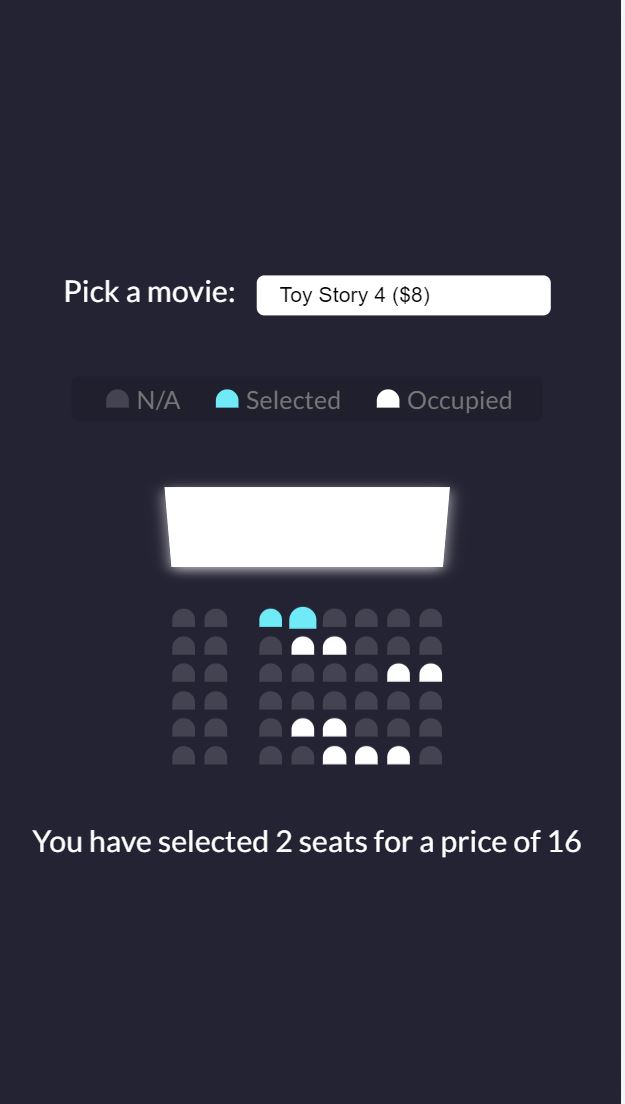 Pick a movie: Toy Story 4 ($8)
N/A Selected Occupied
You have selected 2 seats for a price of 16